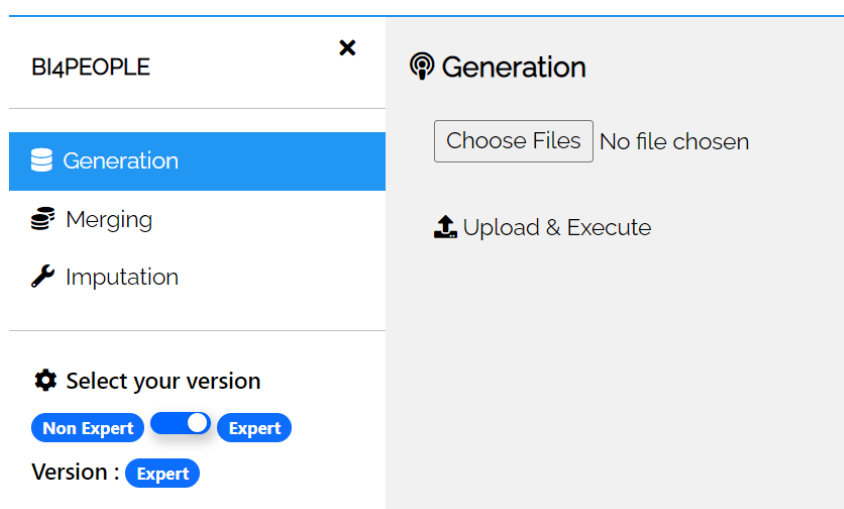 BI4PEOPLE
Generation
Merging
Imputation
Select your version
Non Expert Expert
Version : Expert
Generation
Choose Files No file chosen
Upload & Execute